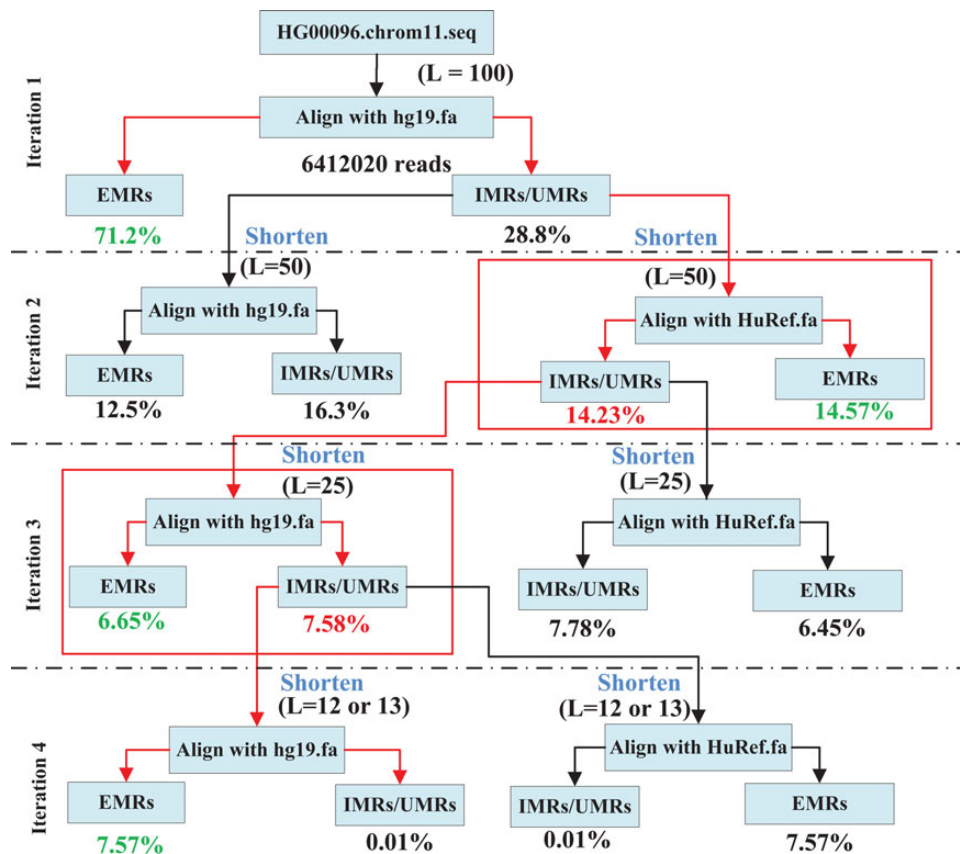 HG00096.chrom11.seq
(L = 100)
Iteration 1
Align with hg19.fa
6412020 reads
EMRs
IMRs/UMRs
71.2%
28.8%
Shorten
(L=50)
Shorten
(L=50)
Iteration 2
Align with hg19.fa
Align with HuRef.fa
EMRs
IMRs/UMRs
IMRs/UMRs
EMRs
12.5%
16.3%
14.23%
14.57%
Shorten
(L=25)
Shorten
(L=25)
Iteration 3
Align with hg19.fa
Align with HuRef.fa
EMRs
IMRs/UMRs
IMRs/UMRs
EMRs
6.65%
7.58%
7.78%
6.45%
Shorten
(L=12 or 13)
Shorten
(L=12 or 13)
Iteration 4
Align with hg19.fa
Align with HuRef.fa
EMRs
IMRs/UMRs
IMRs/UMRs
EMRs
7.57%
0.01%
0.01%
7.57%